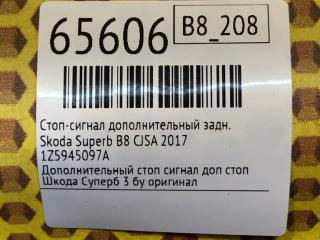 65606
B8_208
Стоп-сигнал дополнительный задн.
Skoda Superb B8 CJSA 2017
1Z5945097A
Дополнительный стоп сигнал доп стоп
Шкода Суперб 3 бу оригинал